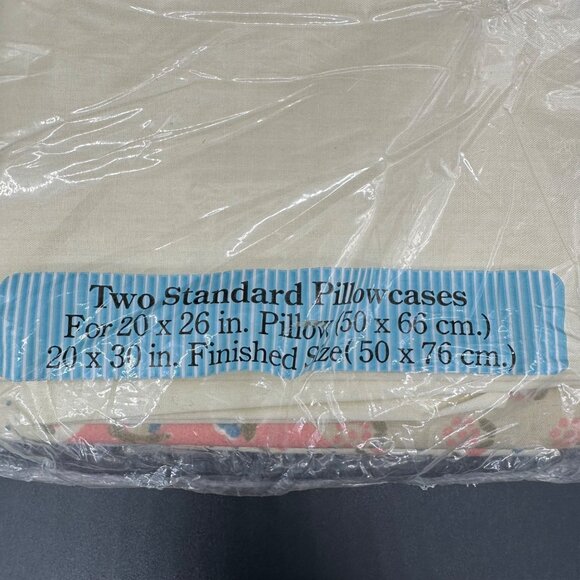 Two Standard Pillowcases
For 20 x 26 in. Pillow(50 x 66 cm.)
20 x 30 in. Finished Size( 50 x 76 cm.)